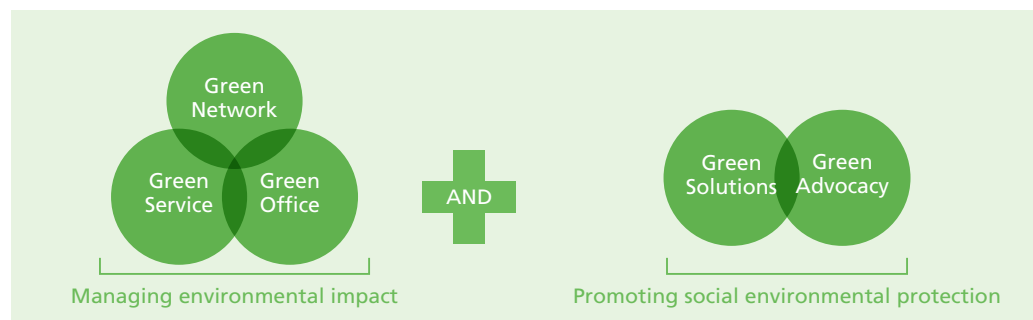 Green
Network
Green
Service
Green
Office
AND
Green
Solutions
Green
Advocacy
Managing environmental impact
Promoting social environmental protection